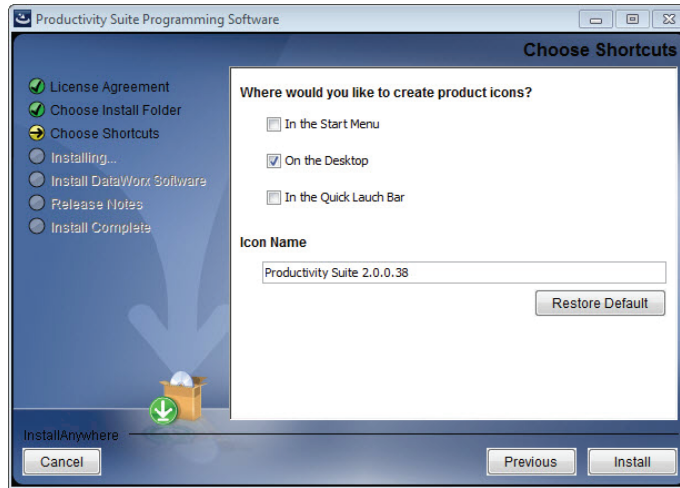 Productivity Suite Programming Software
Choose Shortcuts
License Agreement
Choose Install Folder
Choose Shortcuts
Installing...
Install DataWorx Software
Release Notes
Install Complete
Where would you like to create product icons?
In the Start Menu
On the Desktop
In the Quick Lauch Bar
Icon Name
Productivity Suite 2.0.0.38
Restore Default
InstallAnywhere
Cancel
Previous
Install